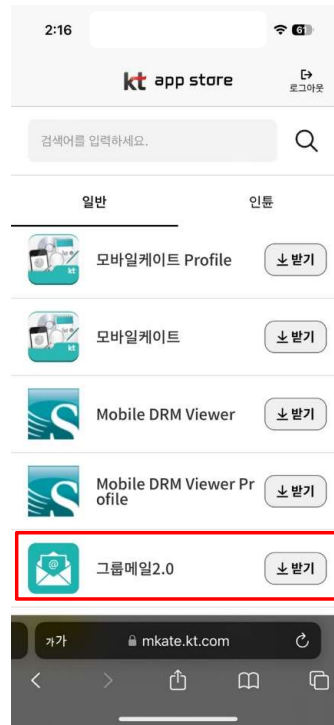 2:16
61
kt app store
로그아웃
검색어를 입력하세요.
일반
인튠
kt
모바일케이트 Profile
받기
kt
모바일케이트
받기
Mobile DRM Viewer
받기
Mobile DRM Viewer Pr
ofile
받기
@
그룹메일2.0
받기
가가
mkate.kt.com